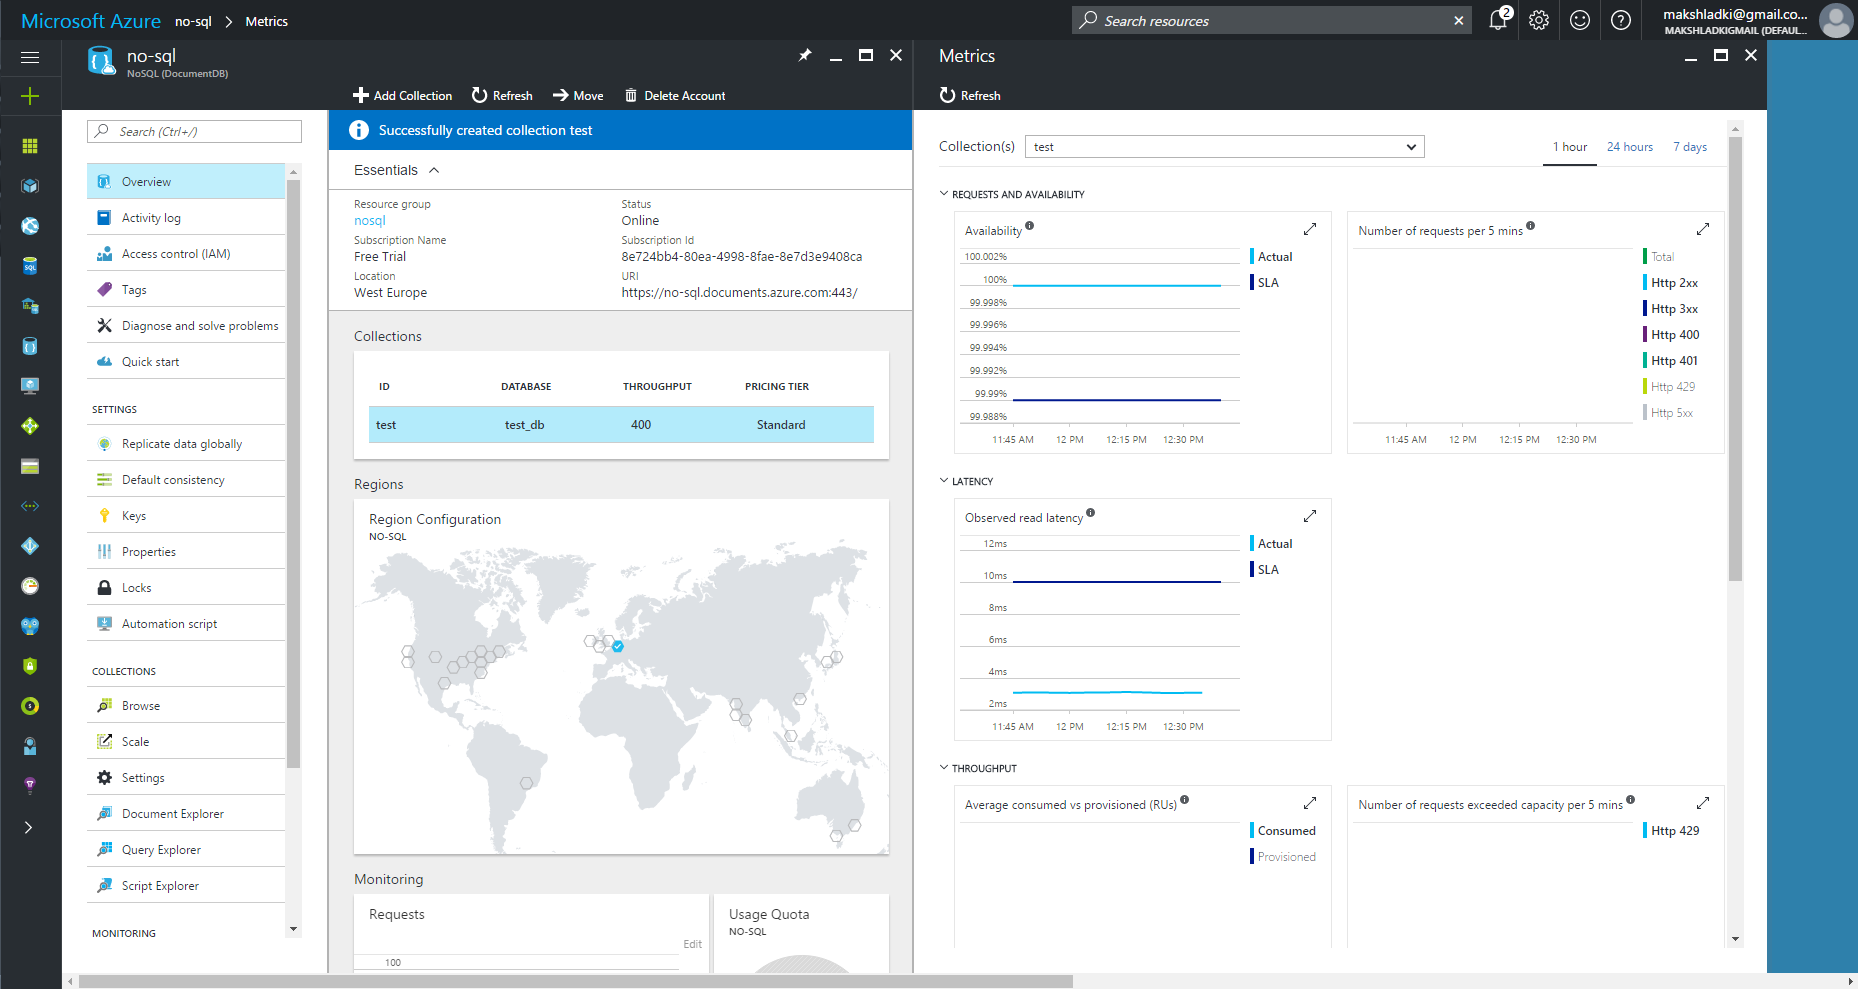 Microsoft Azure no-sql > Metrics
Search resources
2
makshladki@gmail.co...
MAKSHLADKIGMAIL (DEFAUL...
no-sql
NoSQL (DocumentDB)
Add Collection Refresh Move Delete Account
Search (Ctrl+/)
Overview
Activity log
Access control (IAM)
Tags
Diagnose and solve problems
Quick start
SETTINGS
Replicate data globally
Default consistency
Keys
Properties
Locks
Automation script
COLLECTIONS
Browse
Scale
Settings
Document Explorer
Query Explorer
Script Explorer
MONITORING
Successfully created collection test
Essentials
Resource group
nosql
Subscription Name
Free Trial
Location
West Europe
Status
Online
Subscription Id
8e724bb4-80ea-4998-8fae-8e7d3e9408ca
URI
https://no-sql.documents.azure.com:443/
Collections
ID DATABASE THROUGHPUT PRICING TIER
test test_db 400 Standard
Regions
Region Configuration
NO-SQL
Monitoring
Requests
Edit
100
Usage Quota
NO-SQL
Metrics
Refresh
Collection(s) test
1 hour 24 hours 7 days
REQUESTS AND AVAILABILITY
Availability
100.002%
100%
99.998%
99.996%
99.994%
99.992%
99.99%
99.988%
11:45 AM 12 PM 12:15 PM 12:30 PM
Actual
SLA
Number of requests per 5 mins
11:45 AM 12 PM 12:15 PM 12:30 PM
Total
Http 2xx
Http 3xx
Http 400
Http 401
Http 429
Http 5xx
LATENCY
Observed read latency
12ms
10ms
8ms
6ms
4ms
2ms
11:45 AM 12 PM 12:15 PM 12:30 PM
Actual
SLA
THROUGHPUT
Average consumed vs provisioned (RUs)
Consumed
Provisioned
Number of requests exceeded capacity per 5 mins
Http 429